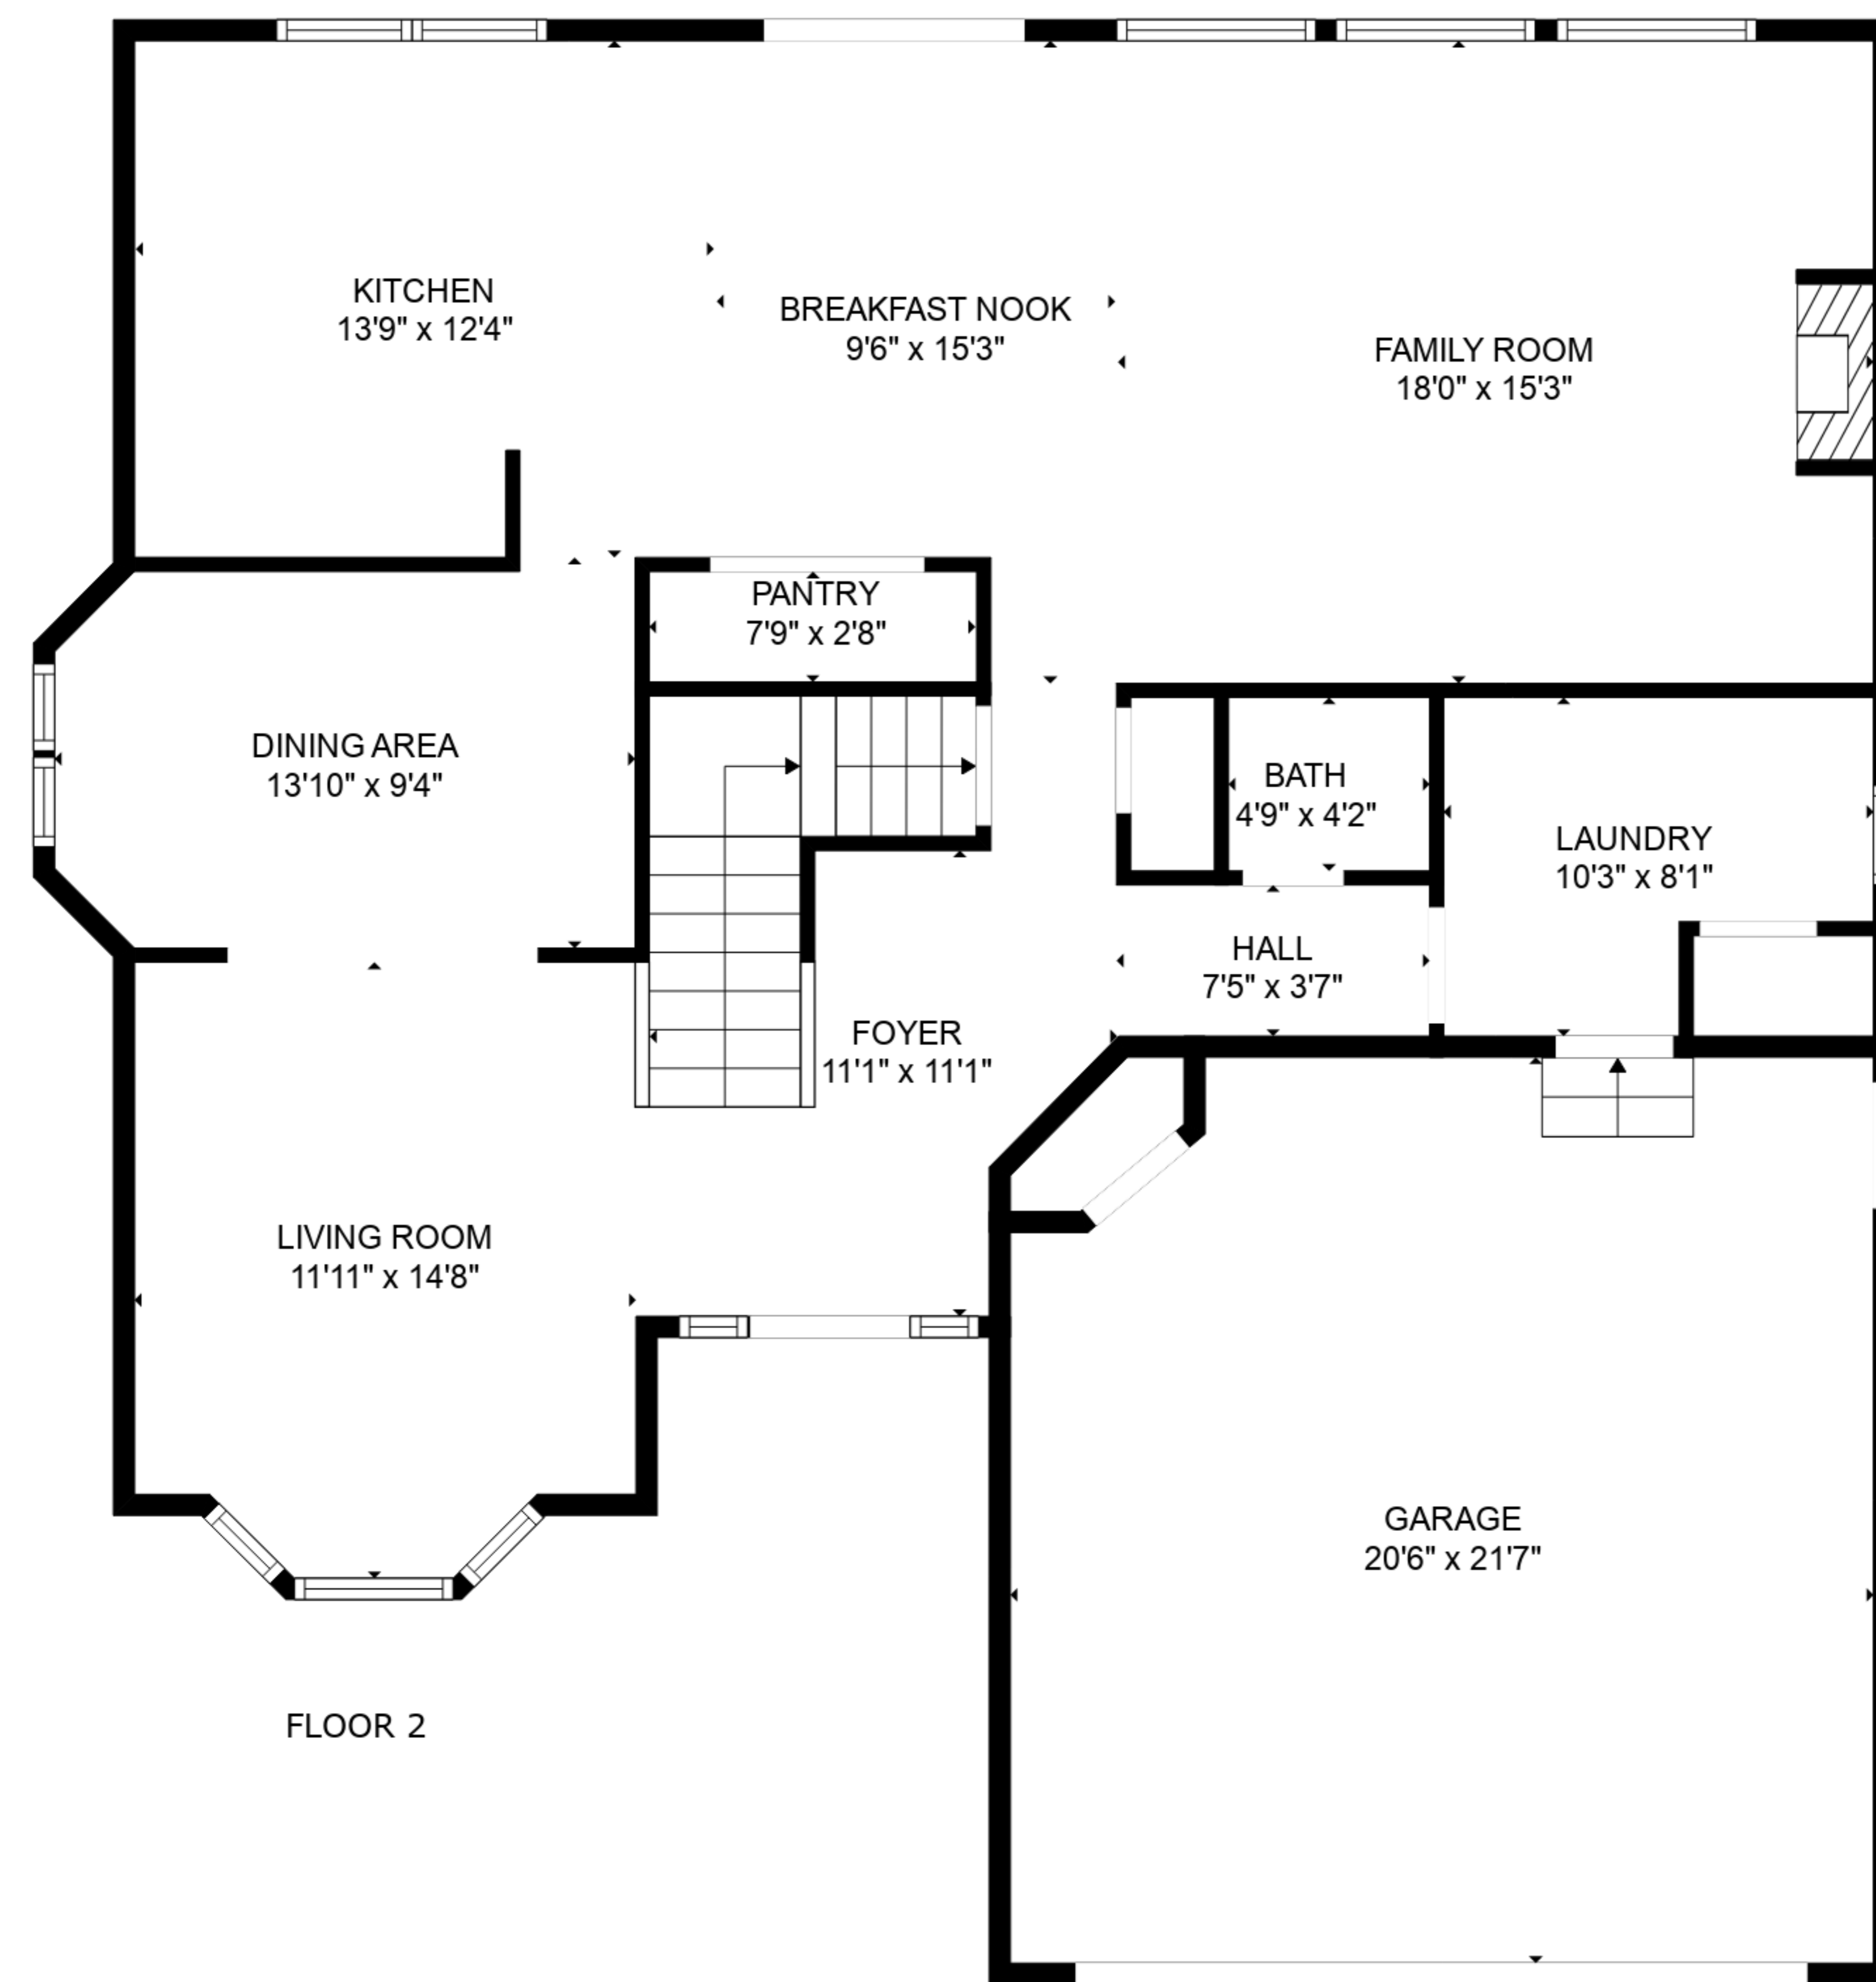 KITCHEN
13'9" x 12'4"
BREAKFAST NOOK
9'6" x 15'3"
FAMILY ROOM
18'0" x 15'3"
PANTRY
7'9" x 2'8"
DINING AREA
13'10" x 9'4"
BATH
4'9" x 4'2"
LAUNDRY
10'3" x 8'1"
HALL
7'5" x 3'7"
FOYER
11'1" x 11'1"
LIVING ROOM
11'11" x 14'8"
GARAGE
20'6" x 21'7"
FLOOR 2